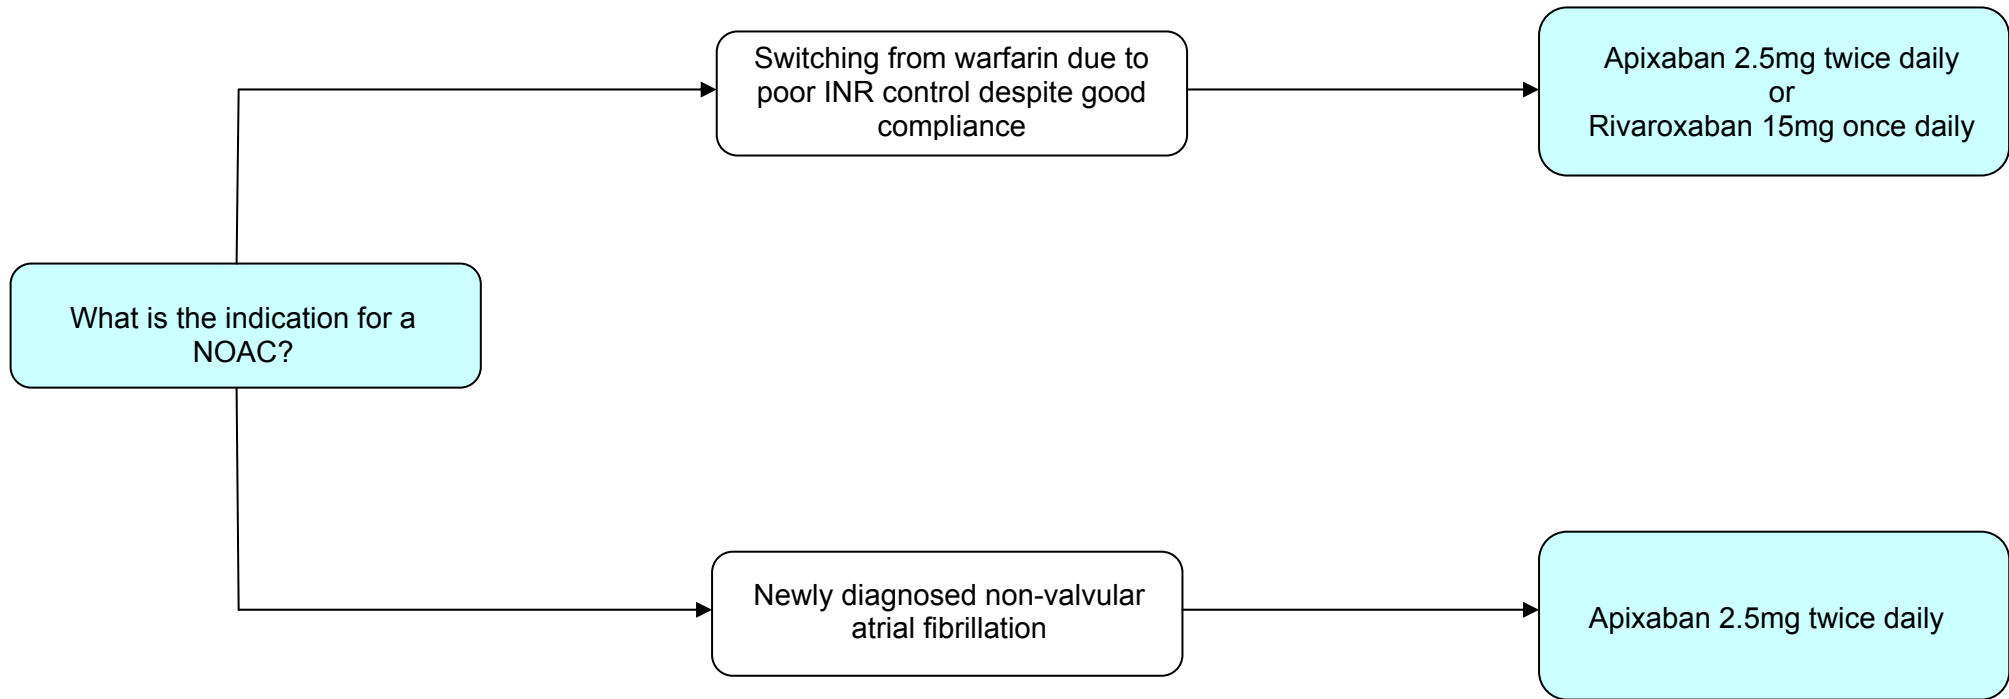 Switching from warfarin due to
poor INR control despite good
compliance
Apixaban 2.5mg twice daily
or
Rivaroxaban 15mg once daily
What is the indication for a
NOAC?
Newly diagnosed non-valvular
atrial fibrillation
Apixaban 2.5mg twice daily